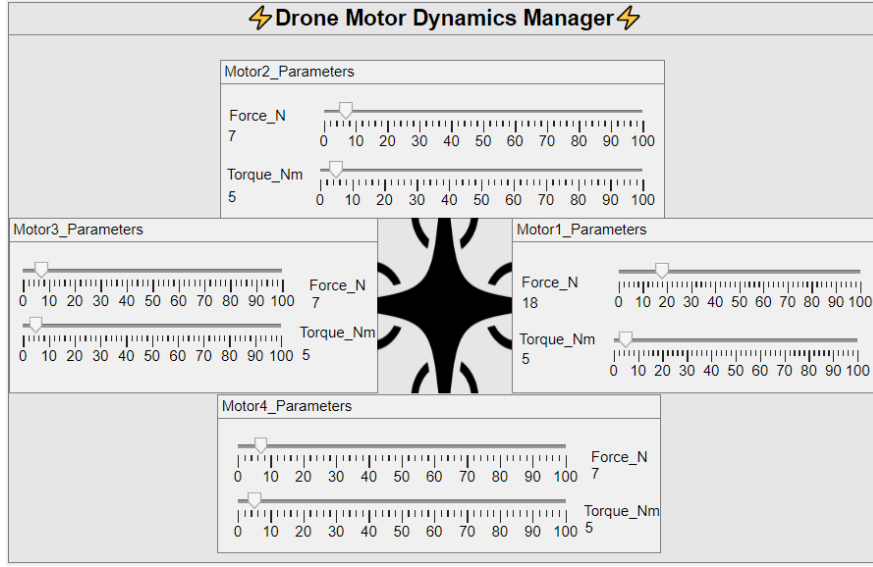 ⚡Drone Motor Dynamics Manager⚡
Motor2_Parameters
Force_N
7
0 10 20 30 40 50 60 70 80 90 100
Torque_Nm
5
0 10 20 30 40 50 60 70 80 90 100
Motor3_Parameters
0 10 20 30 40 50 60 70 80 90 100
Force_N
7
0 10 20 30 40 50 60 70 80 90 100
Torque_Nm
5
Motor1_Parameters
Force_N
18
0 10 20 30 40 50 60 70 80 90 100
Torque_Nm
5
0 10 20 30 40 50 60 70 80 90 100
Motor4_Parameters
0 10 20 30 40 50 60 70 80 90 100
Force_N
7
0 10 20 30 40 50 60 70 80 90 100
Torque_Nm
5